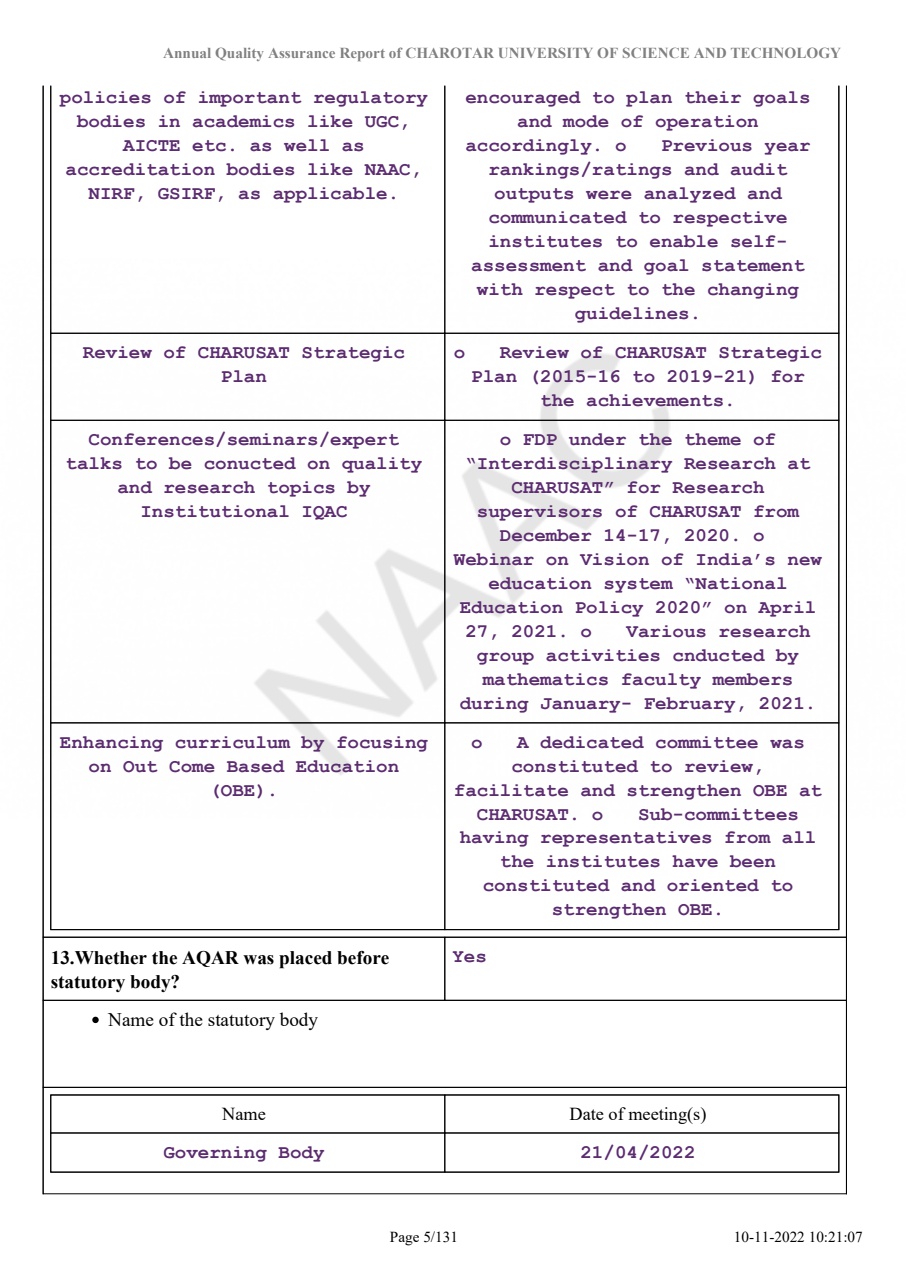 Annual Quality Assurance Report of CHAROTAR UNIVERSITY OF SCIENCE AND TECHNOLOGY
policies of important regulatory
bodies in academics like UGC,
AICTE etc. as well as
accreditation bodies like NAAC,
NIRF, GSIRF, as applicable.
encouraged to plan their goals
and mode of operation
accordingly. o Previous year
rankings/ratings and audit
outputs were analyzed and
communicated to respective
institutes to enable self-
assessment and goal statement
with respect to the changing
guidelines.
Review of CHARUSAT Strategic
Plan
o Review of CHARUSAT Strategic
Plan (2015-16 to 2019-21) for
the achievements.
Conferences/seminars/expert
talks to be conucted on quality
and research topics by
Institutional IQAC
o FDP under the theme of
“Interdisciplinary Research at
CHARUSAT” for Research
supervisors of CHARUSAT from
December 14-17, 2020. o
Webinar on Vision of India’s new
education system “National
Education Policy 2020” on April
27, 2021. o Various research
group activities cnducted by
mathematics faculty members
during January- February, 2021.
Enhancing curriculum by focusing
on Out Come Based Education
(OBE).
o A dedicated committee was
constituted to review,
facilitate and strengthen OBE at
CHARUSAT. o Sub-committees
having representatives from all
the institutes have been
constituted and oriented to
strengthen OBE.
13.Whether the AQAR was placed before
statutory body?
Yes
• Name of the statutory body
Name
Date of meeting(s)
Governing Body
21/04/2022
NAAC
Page 5/131
10-11-2022 10:21:07